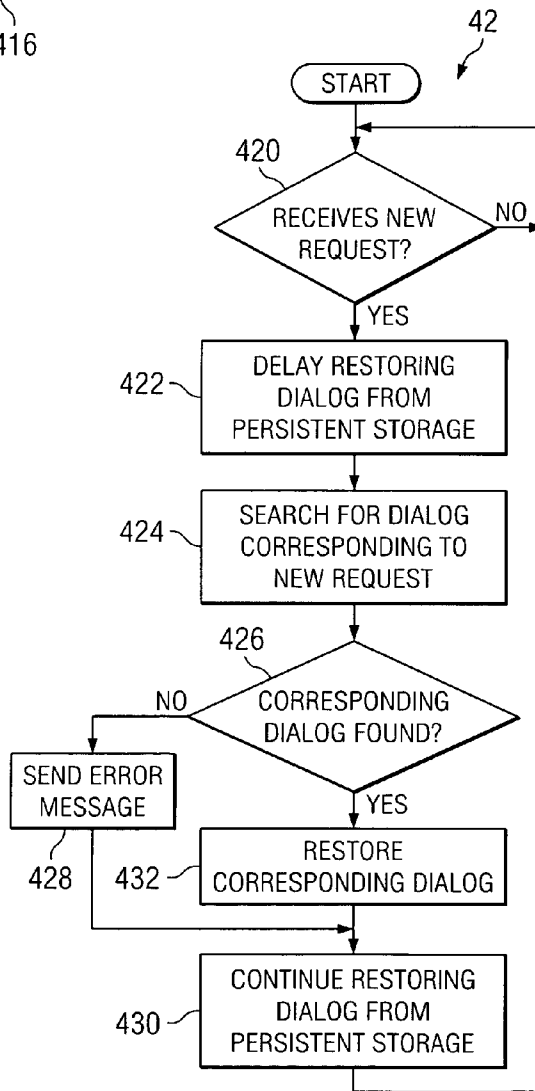 416
42
START
420
RECEIVES NEW
REQUEST?
NO
YES
422
DELAY RESTORING
DIALOG FROM
PERSISTENT STORAGE
424
SEARCH FOR DIALOG
CORRESPONDING TO
NEW REQUEST
426
CORRESPONDING
DIALOG FOUND?
NO
YES
SEND ERROR
MESSAGE
428
432
RESTORE
CORRESPONDING DIALOG
430
CONTINUE RESTORING
DIALOG FROM
PERSISTENT STORAGE